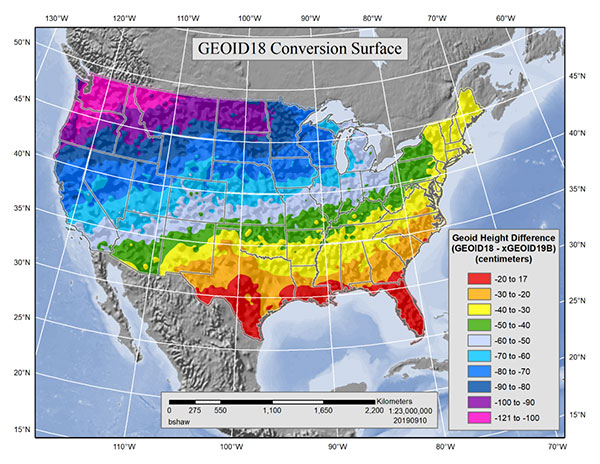 130°W 120°W 110°W 100°W 90°W 80°W 70°W 60°W
GEOID18 Conversion Surface
50°N
45°N 45°N
40°N 40°N
35°N 35°N
30°N 30°N
25°N 25°N
20°N 20°N
15°N 15°N
Geoid Height Difference
(GEOID18 - xGEOID19B)
(centimeters)
-20 to 17
-30 to -20
-40 to -30
-50 to -40
-60 to -50
-70 to -60
-80 to -70
-90 to -80
-100 to -90
-121 to -100
Kilometers
0 275 550 1,100 1,650 2,200 1:23,000,000
bshaw 20190910
110°W 100°W 90°W 80°W 70°W